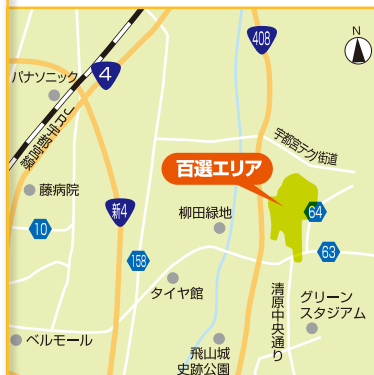 N
408
パナソニック
4
JR宇都宮線
宇都宮テクノ街道
百選エリア
藤病院
新4
柳田緑地
64
10
158
63
タイヤ館
清原中央通り
グリーン
スタジアム
ベルモール
飛山城
史跡公園